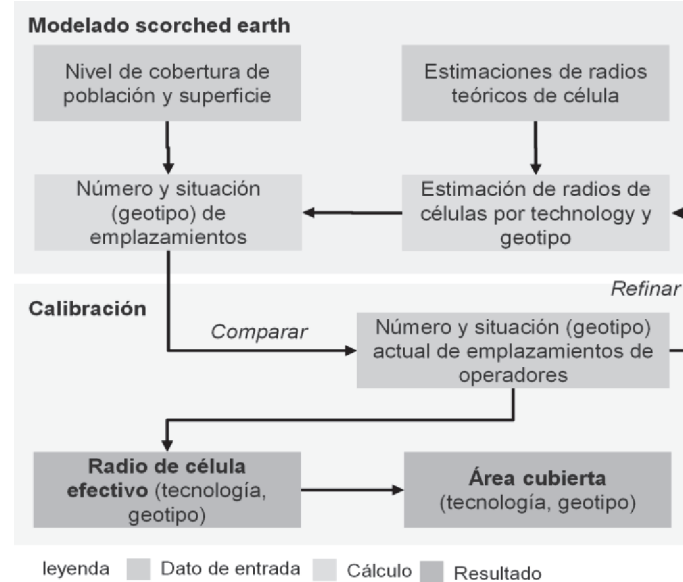 Modelado scorched earth
Nivel de cobertura de
población y superficie
Estimaciones de radios
teóricos de célula
Número y situación
(geotipo) de
emplazamientos
Estimación de radios de
células por technology y
geotipo
Refinar
Calibración
Comparar
Número y situación (geotipo)
actual de emplazamientos de
operadores
Radio de célula
efectivo (tecnología,
geotipo)
Área cubierta
(tecnología, geotipo)
leyenda Dato de entrada Cálculo Resultado